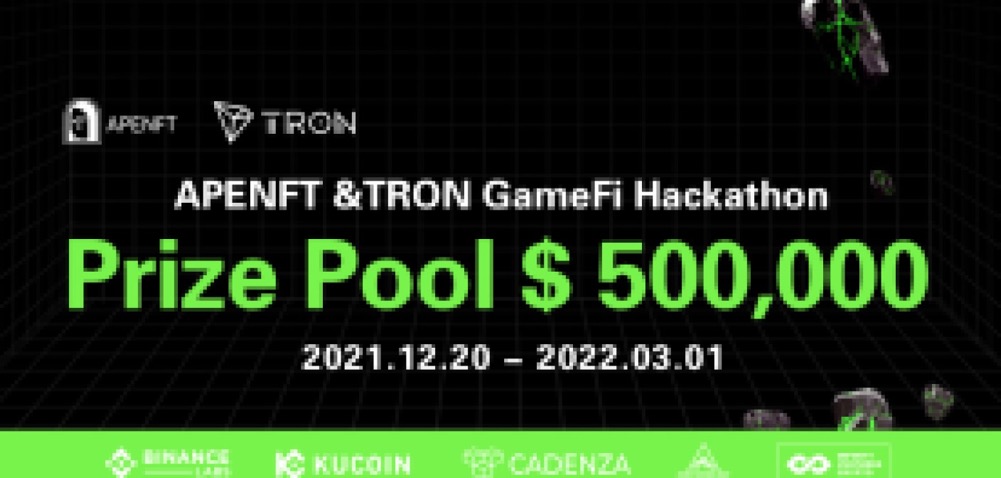 APENFT TRON
APENFT &TRON GameFi Hackathon
Prize Pool $ 500,000
2021.12.20 – 2022.03.01
BINANCE LABS KUCOIN CADENZA